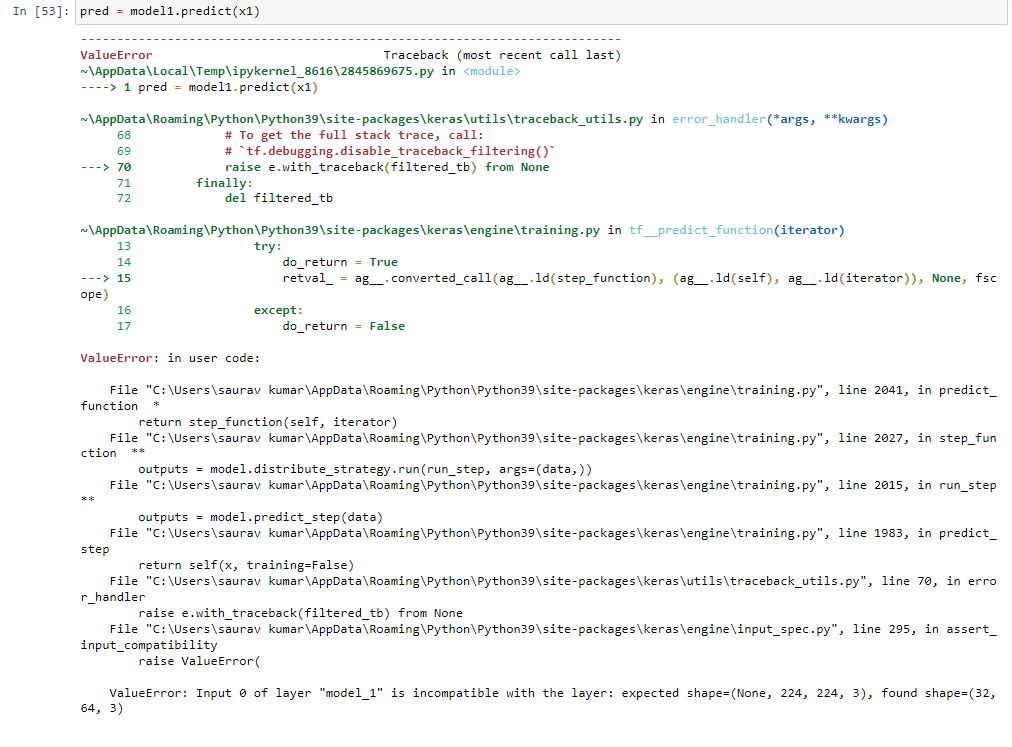 In [53]: pred = model1.predict(x1)
---------------------------------------------------------------------------
ValueError                                Traceback (most recent call last)
~\AppData\Local\Temp\ipykernel_8616\2845869675.py in <module>
----> 1 pred = model1.predict(x1)

~\AppData\Roaming\Python\Python39\site-packages\keras\utils\traceback_utils.py in error_handler(*args, **kwargs)
     68             # To get the full stack trace, call:
     69             # `tf.debugging.disable_traceback_filtering()`
---> 70             raise e.with_traceback(filtered_tb) from None
     71         finally:
     72             del filtered_tb

~\AppData\Roaming\Python\Python39\site-packages\keras\engine\training.py in tf__predict_function(iterator)
     13                 try:
     14                     do_return = True
---> 15                     retval_ = ag__.converted_call(ag__.ld(step_function), (ag__.ld(self), ag__.ld(iterator)), None, fsc
ope)
     16                 except:
     17                     do_return = False

ValueError: in user code:

    File "C:\Users\saurav kumar\AppData\Roaming\Python\Python39\site-packages\keras\engine\training.py", line 2041, in predict_
function  *
        return step_function(self, iterator)
    File "C:\Users\saurav kumar\AppData\Roaming\Python\Python39\site-packages\keras\engine\training.py", line 2027, in step_fun
ction  **
        outputs = model.distribute_strategy.run(run_step, args=(data,))
    File "C:\Users\saurav kumar\AppData\Roaming\Python\Python39\site-packages\keras\engine\training.py", line 2015, in run_step
**
        outputs = model.predict_step(data)
    File "C:\Users\saurav kumar\AppData\Roaming\Python\Python39\site-packages\keras\engine\training.py", line 1983, in predict_
step
        return self(x, training=False)
    File "C:\Users\saurav kumar\AppData\Roaming\Python\Python39\site-packages\keras\utils\traceback_utils.py", line 70, in erro
r_handler
        raise e.with_traceback(filtered_tb) from None
    File "C:\Users\saurav kumar\AppData\Roaming\Python\Python39\site-packages\keras\engine\input_spec.py", line 295, in assert_
input_compatibility
        raise ValueError(

    ValueError: Input 0 of layer "model_1" is incompatible with the layer: expected shape=(None, 224, 224, 3), found shape=(32,
64, 3)